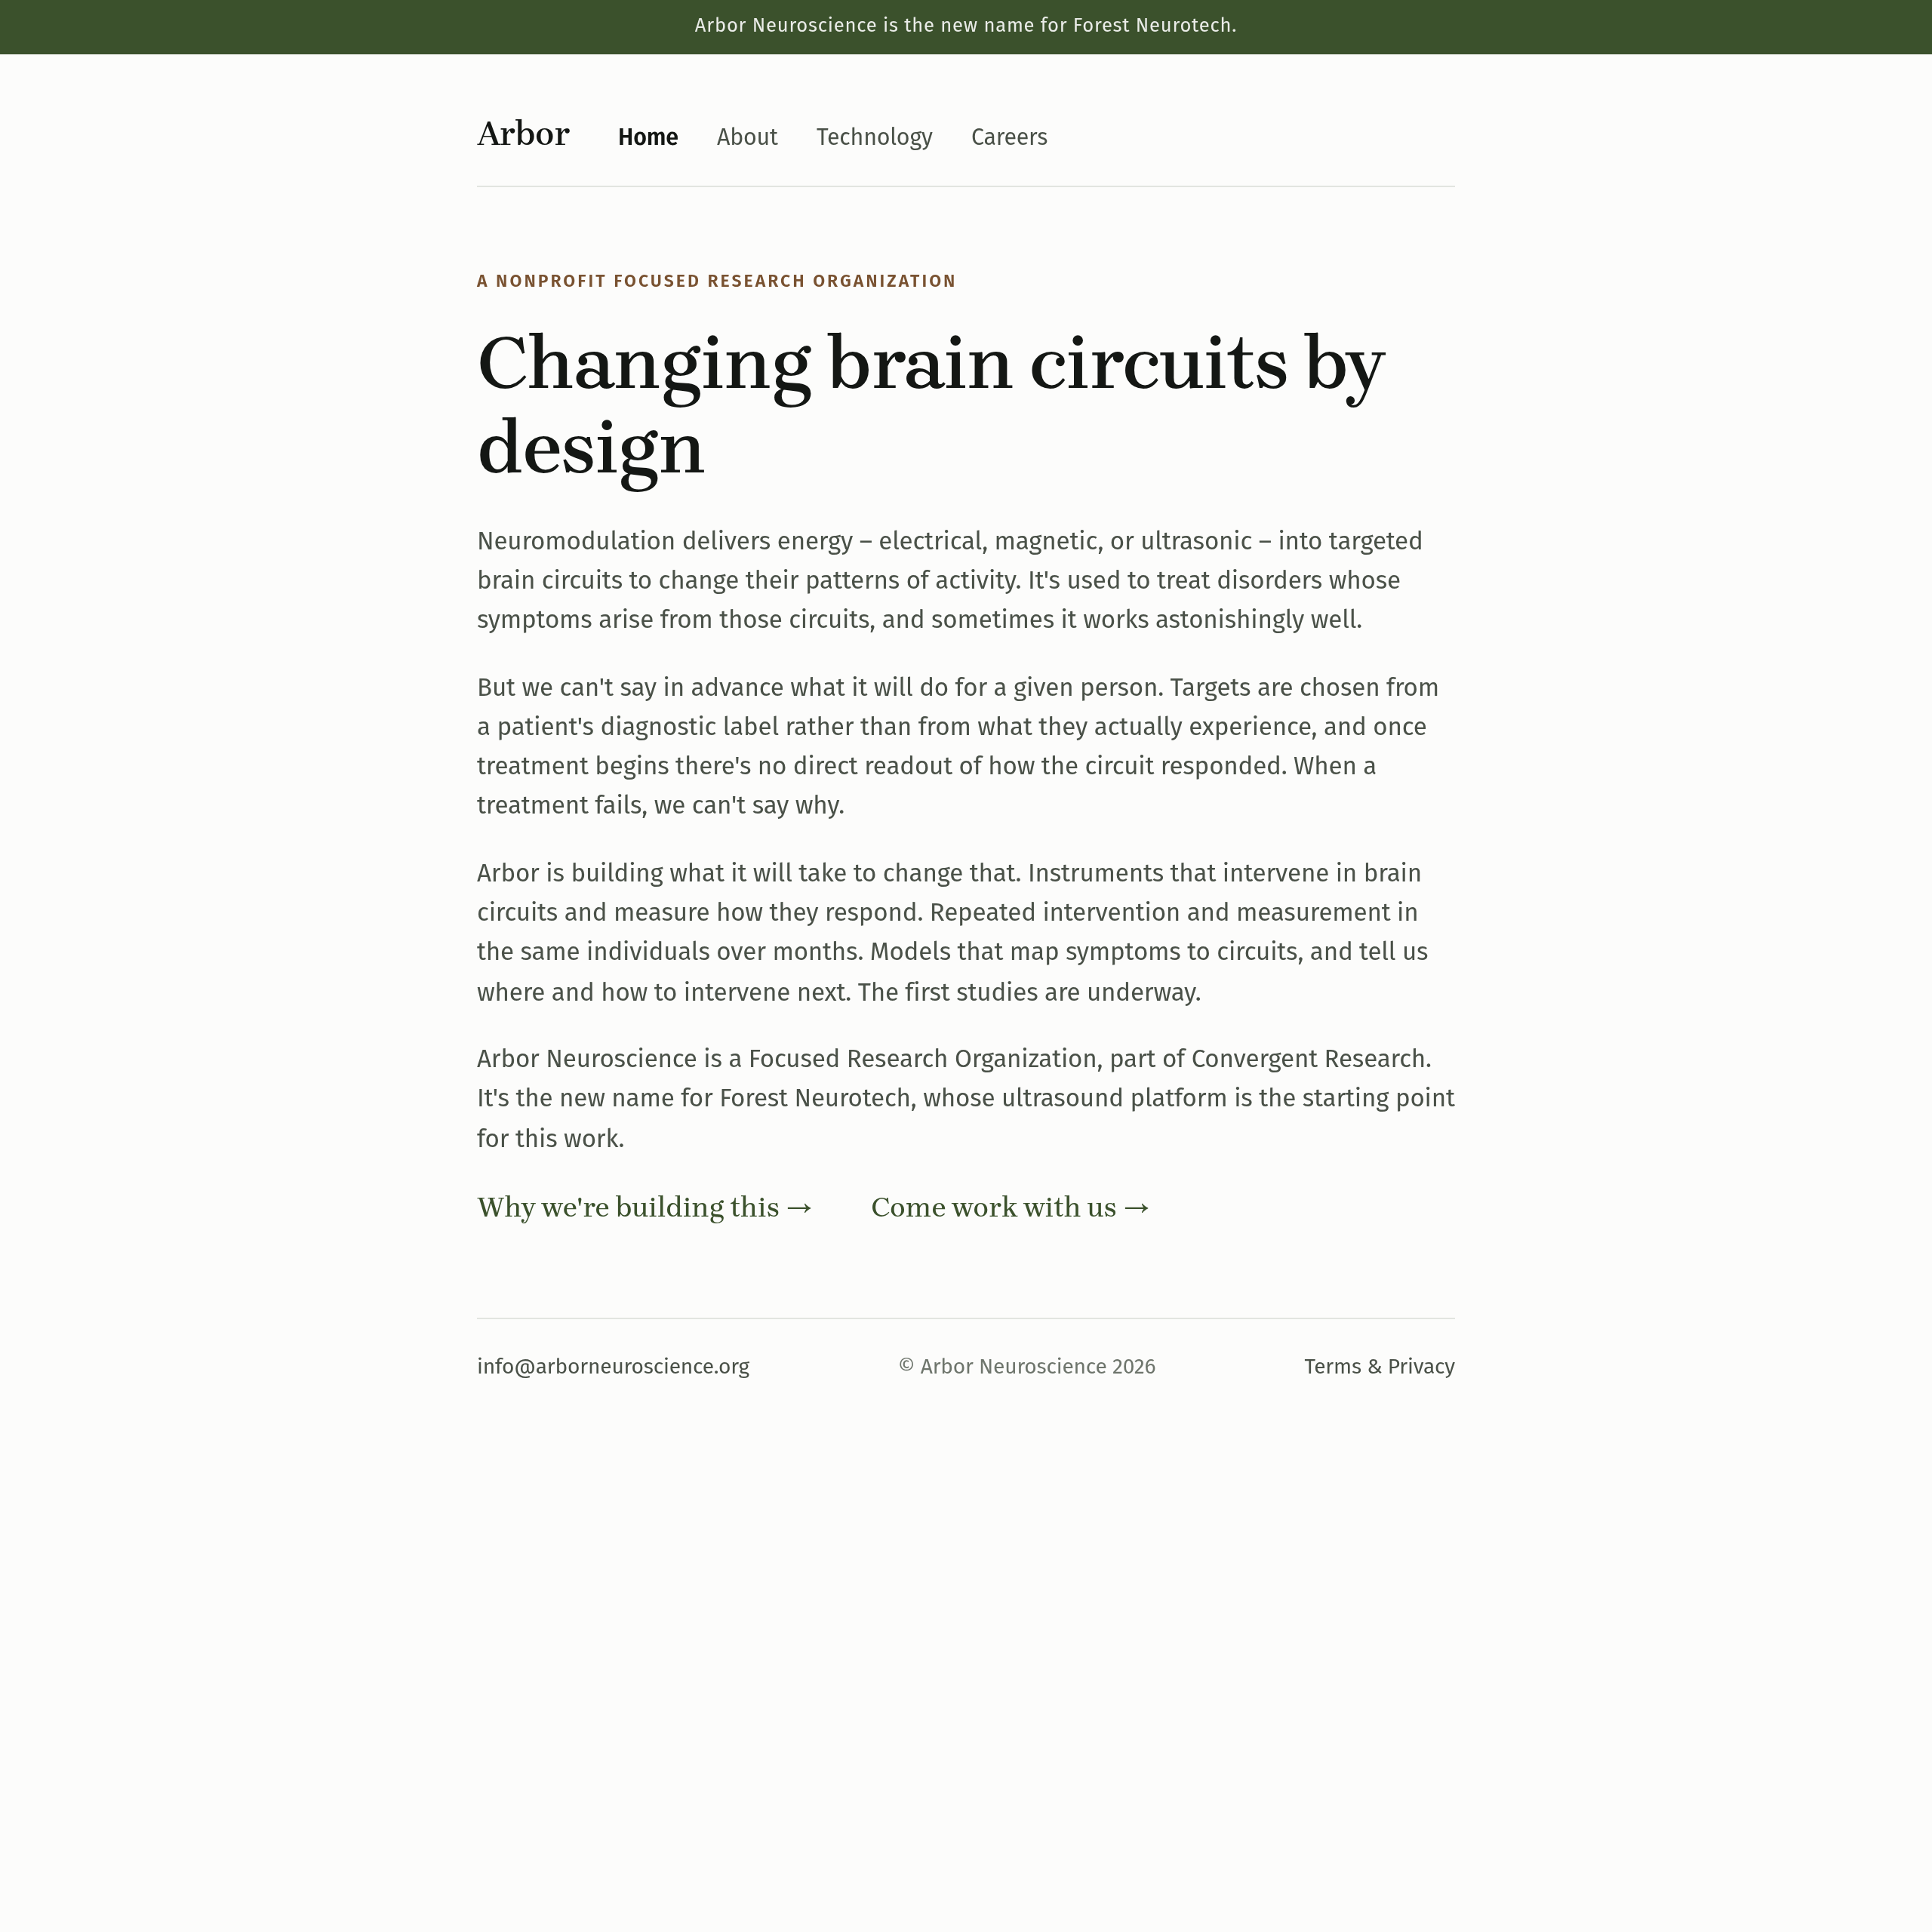 Arbor Neuroscience is the new name for Forest Neurotech.
Arbor Home About Technology Careers
A NONPROFIT FOCUSED RESEARCH ORGANIZATION
Changing brain circuits by
design
Neuromodulation delivers energy – electrical, magnetic, or ultrasonic – into targeted
brain circuits to change their patterns of activity. It's used to treat disorders whose
symptoms arise from those circuits, and sometimes it works astonishingly well.
But we can't say in advance what it will do for a given person. Targets are chosen from
a patient's diagnostic label rather than from what they actually experience, and once
treatment begins there's no direct readout of how the circuit responded. When a
treatment fails, we can't say why.
Arbor is building what it will take to change that. Instruments that intervene in brain
circuits and measure how they respond. Repeated intervention and measurement in
the same individuals over months. Models that map symptoms to circuits, and tell us
where and how to intervene next. The first studies are underway.
Arbor Neuroscience is a Focused Research Organization, part of Convergent Research.
It's the new name for Forest Neurotech, whose ultrasound platform is the starting point
for this work.
Why we're building this → Come work with us →
info@arborneuroscience.org © Arbor Neuroscience 2026 Terms & Privacy